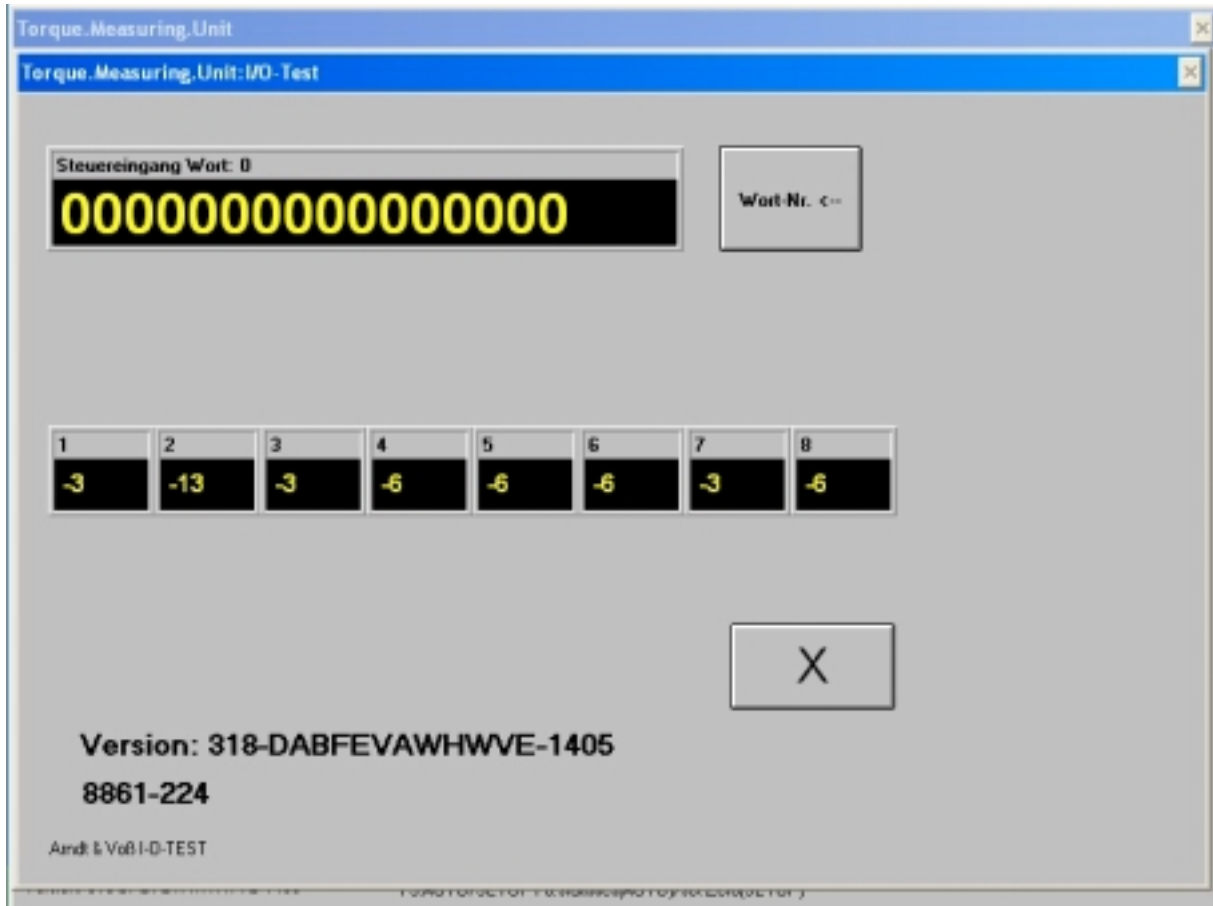 Torque.Measuring.Unit
Torque.Measuring.Unit:I/O-Test
Steuereingang Wort: 0
0000000000000000
Wort-Nr. <--
1 2 3 4 5 6 7 8
-3 -13 -3 -6 -6 -6 -3 -6
X
Version: 318-DABFEVAWHWVE-1405
8861-224
Arndt & Voß I-O-TEST